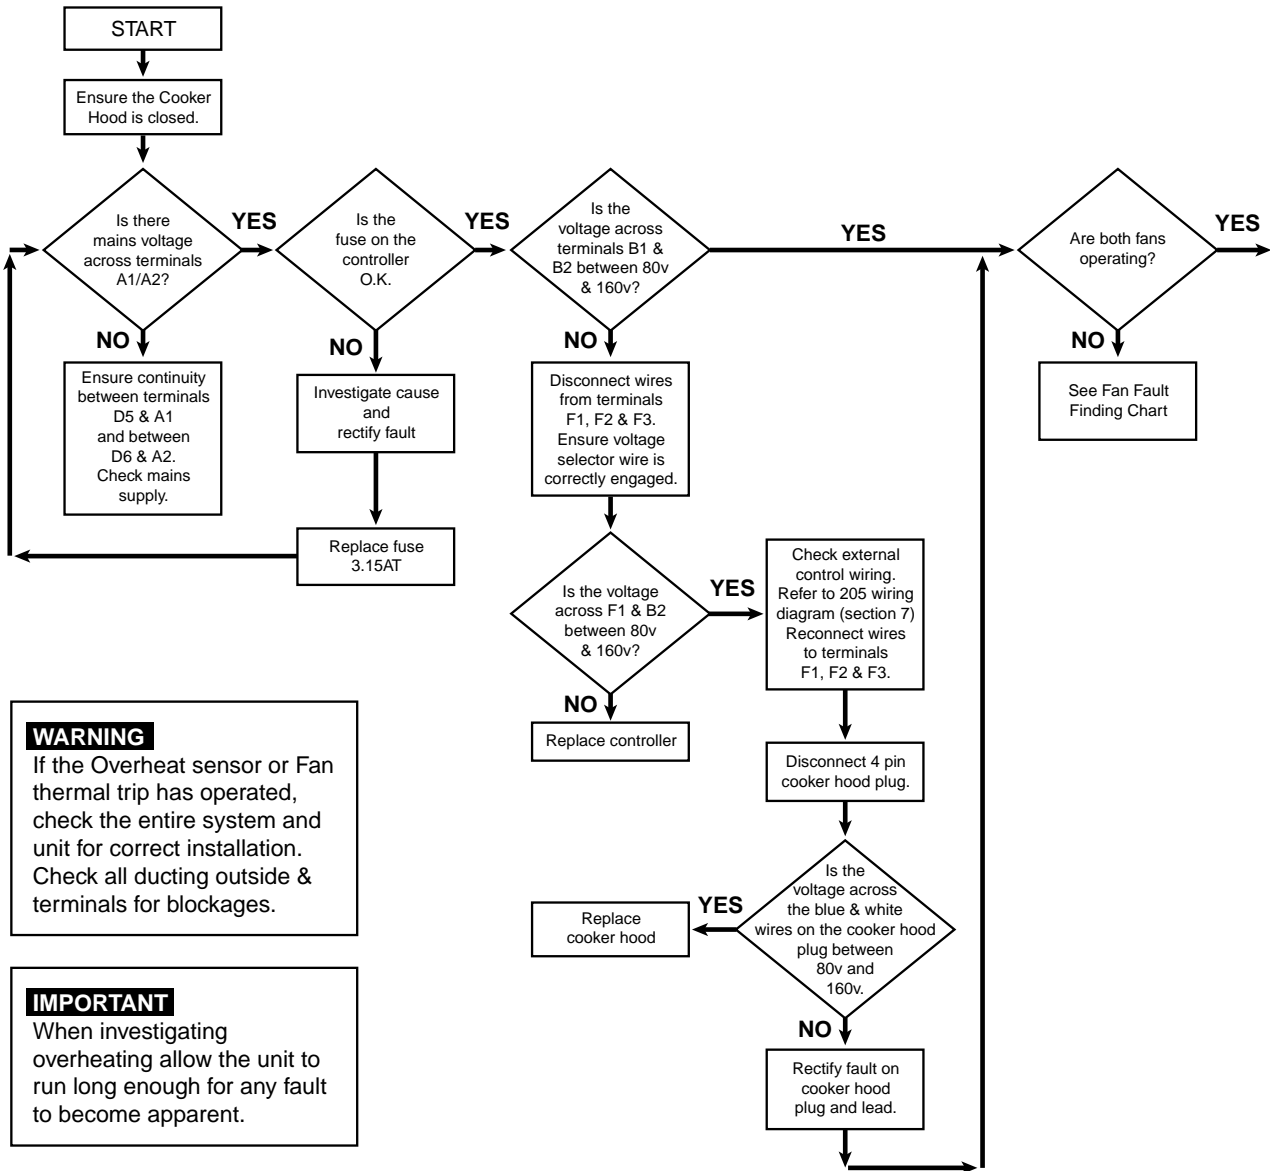 START
Ensure the Cooker
Hood is closed.
Is there
mains voltage
across terminals
A1/A2?
YES
NO
Ensure continuity
between terminals
D5 & A1
and between
D6 & A2.
Check mains
supply.
Is the
fuse on the
controller
O.K.
YES
NO
Investigate cause
and
rectify fault
Replace fuse
3.15AT
Is the
voltage across
terminals B1 &
B2 between 80v
& 160v?
YES
NO
Disconnect wires
from terminals
F1, F2 & F3.
Ensure voltage
selector wire is
correctly engaged.
Is the voltage
across F1 & B2
between 80v
& 160v?
YES
NO
Replace controller
Check external
control wiring.
Refer to 205 wiring
diagram (section 7)
Reconnect wires
to terminals
F1, F2 & F3.
Disconnect 4 pin
cooker hood plug.
Is the
voltage across
the blue & white
wires on the cooker hood
plug between
80v and
160v.
YES
Replace
cooker hood
NO
Rectify fault on
cooker hood
plug and lead.
Are both fans
operating?
YES
NO
See Fan Fault
Finding Chart
WARNING
If the Overheat sensor or Fan
thermal trip has operated,
check the entire system and
unit for correct installation.
Check all ducting outside &
terminals for blockages.
IMPORTANT
When investigating
overheating allow the unit to
run long enough for any fault
to become apparent.